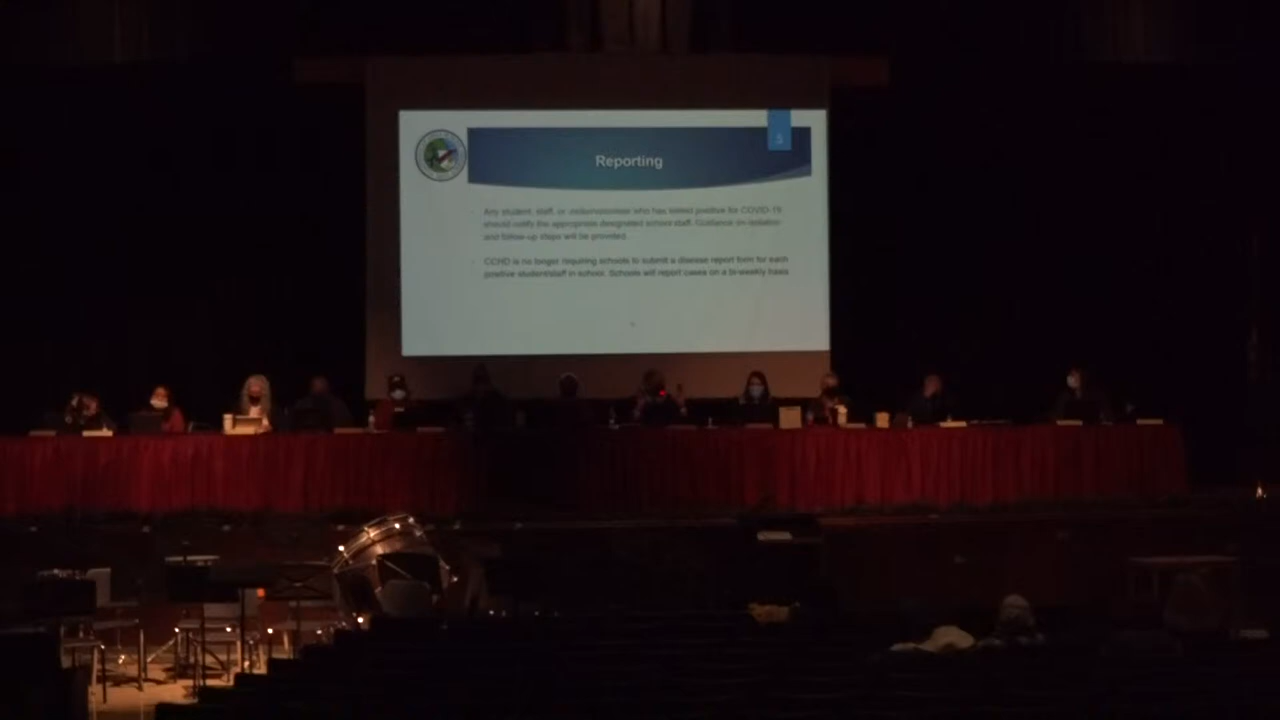 5
Reporting
Any student, staff, or who has tested positive for COVID-19
should notify the appropriate designated school staff. Guidance on isolation
and follow-up steps will be provided.
CCHD is no longer requiring schools to submit a disease report form for each
positive student/staff in school. Schools will report cases on a bi-weekly basis